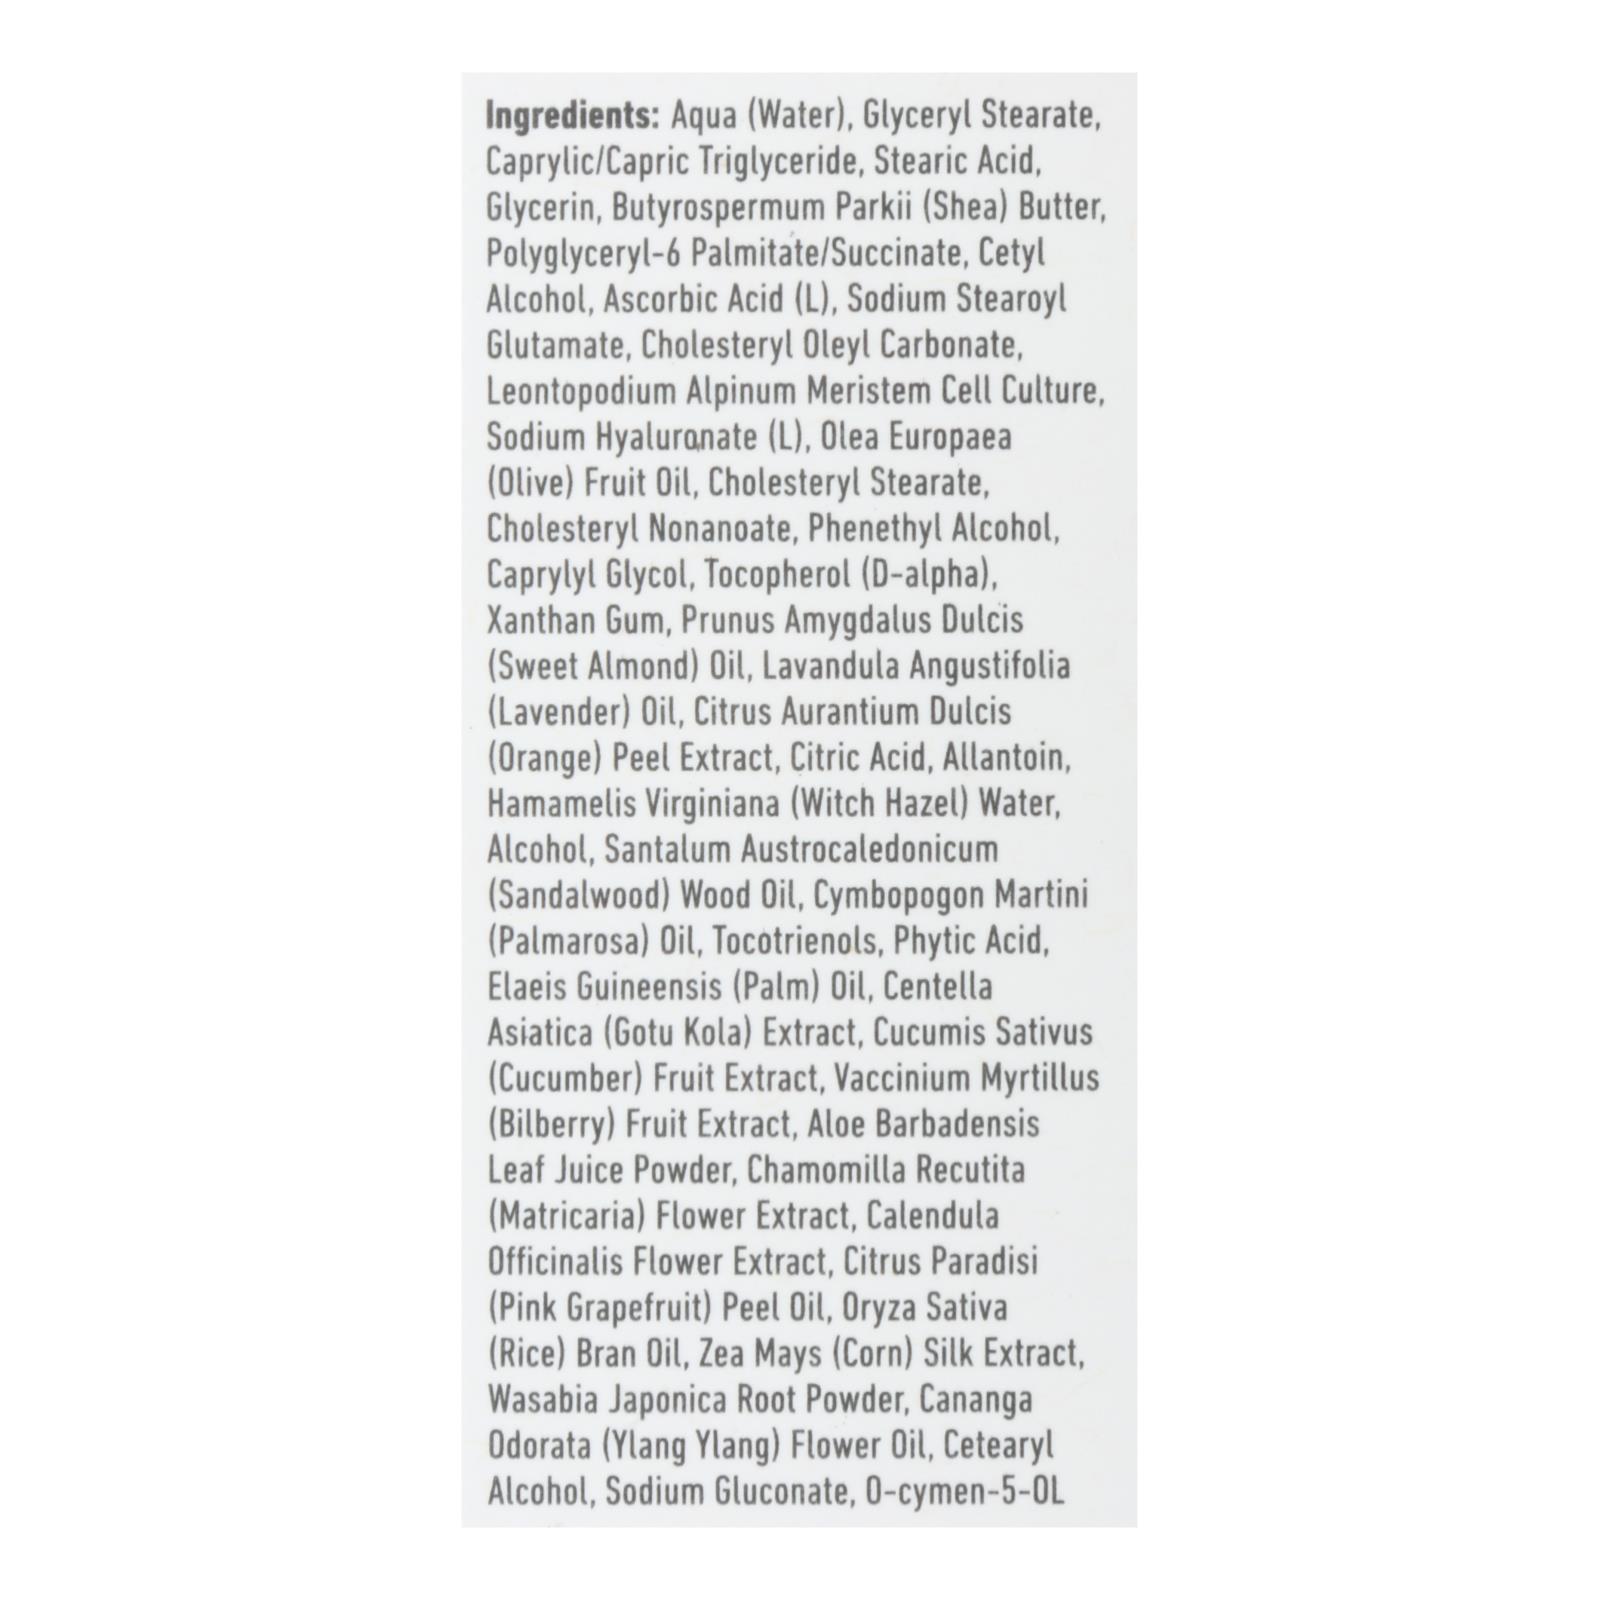 Ingredients: Aqua (Water), Glyceryl Stearate,
Caprylic/Capric Triglyceride, Stearic Acid,
Glycerin, Butyrospermum Parkii (Shea) Butter,
Polyglyceryl-6 Palmitate/Succinate, Cetyl
Alcohol, Ascorbic Acid (L), Sodium Stearoyl
Glutamate, Cholesteryl Oleyl Carbonate,
Leontopodium Alpinum Meristem Cell Culture,
Sodium Hyaluronate (L), Olea Europaea
(Olive) Fruit Oil, Cholesteryl Stearate,
Cholesteryl Nonanoate, Phenethyl Alcohol,
Caprylyl Glycol, Tocopherol (D-alpha),
Xanthan Gum, Prunus Amygdalus Dulcis
(Sweet Almond) Oil, Lavandula Angustifolia
(Lavender) Oil, Citrus Aurantium Dulcis
(Orange) Peel Extract, Citric Acid, Allantoin,
Hamamelis Virginiana (Witch Hazel) Water,
Alcohol, Santalum Austrocaledonicum
(Sandalwood) Wood Oil, Cymbopogon Martini
(Palmarosa) Oil, Tocotrienols, Phytic Acid,
Elaeis Guineensis (Palm) Oil, Centella
Asiatica (Gotu Kola) Extract, Cucumis Sativus
(Cucumber) Fruit Extract, Vaccinium Myrtillus
(Bilberry) Fruit Extract, Aloe Barbadensis
Leaf Juice Powder, Chamomilla Recutita
(Matricaria) Flower Extract, Calendula
Officinalis Flower Extract, Citrus Paradisi
(Pink Grapefruit) Peel Oil, Oryza Sativa
(Rice) Bran Oil, Zea Mays (Corn) Silk Extract,
Wasabia Japonica Root Powder, Cananga
Odorata (Ylang Ylang) Flower Oil, Cetearyl
Alcohol, Sodium Gluconate, O-cymen-5-OL